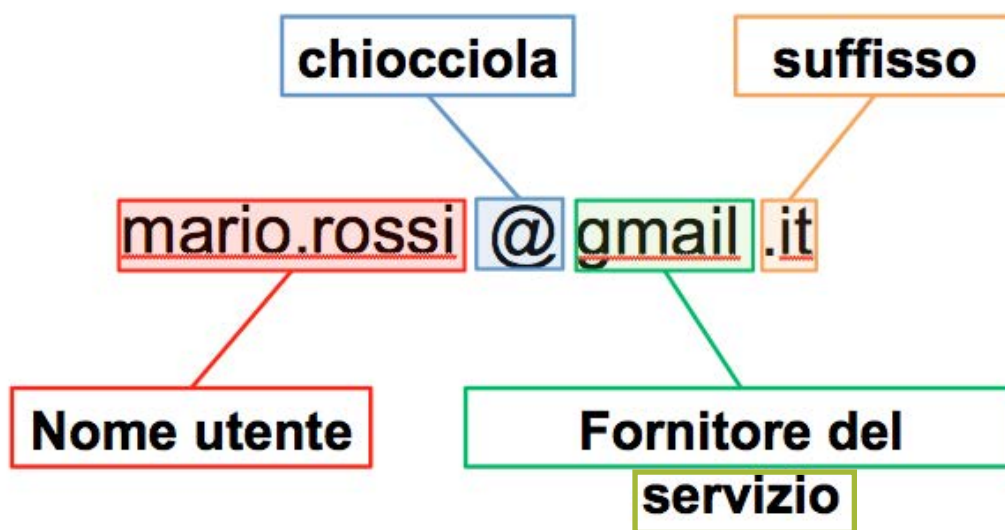 chiocciola suffisso
mario.rossi @ gmail .it
Nome utente Fornitore del
servizio